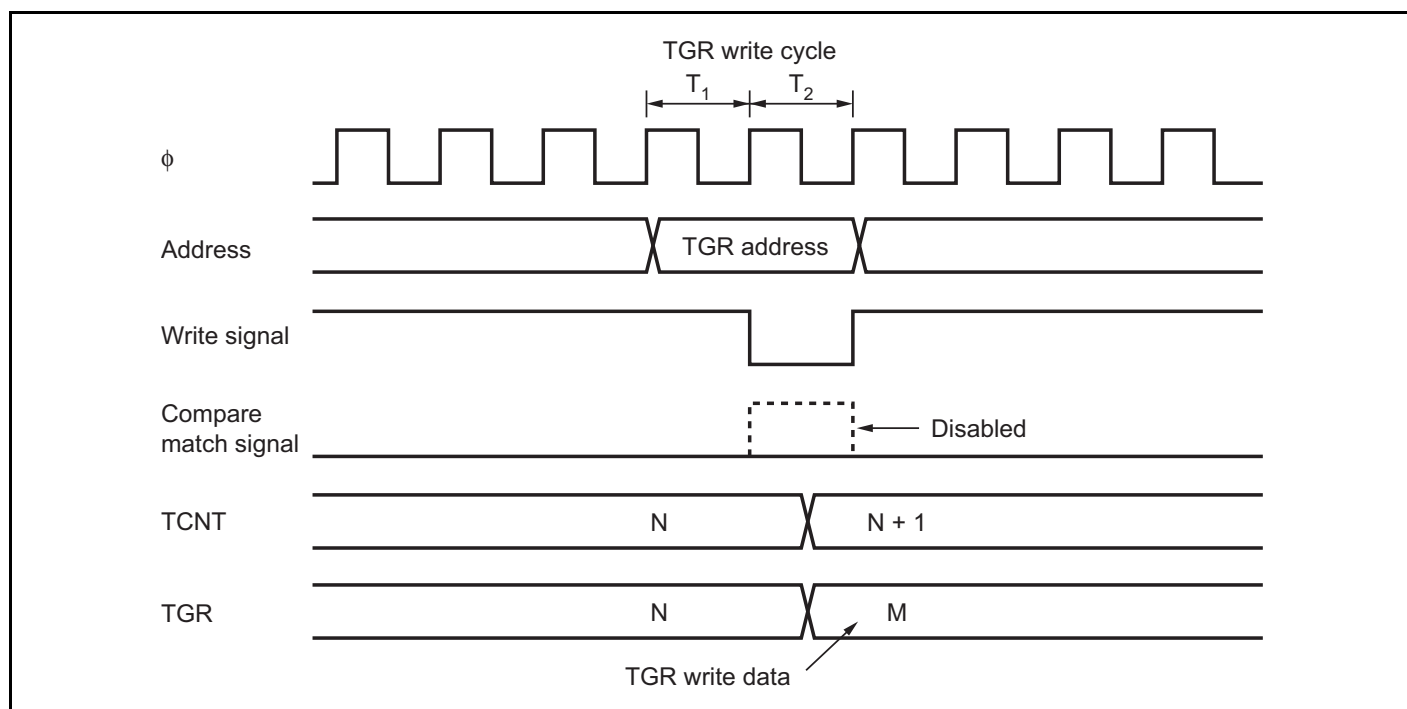 TGR write cycle
T1 T2
ϕ
Address
TGR address
Write signal
Compare
match signal
Disabled
TCNT
N
N + 1
TGR
N
M
TGR write data